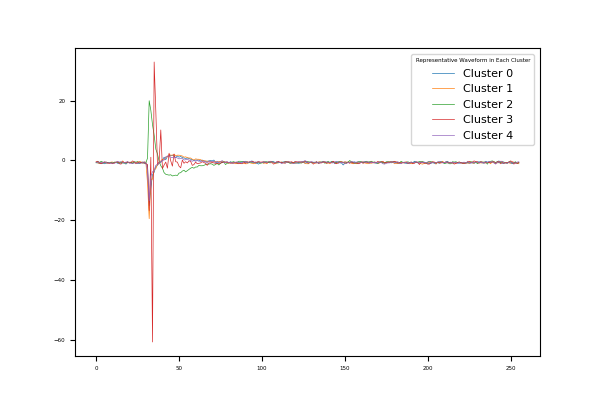 Representative Waveform in Each Cluster
Cluster 0
Cluster 1
Cluster 2
Cluster 3
Cluster 4
20
0
−20
−40
−60
0 50 100 150 200 250